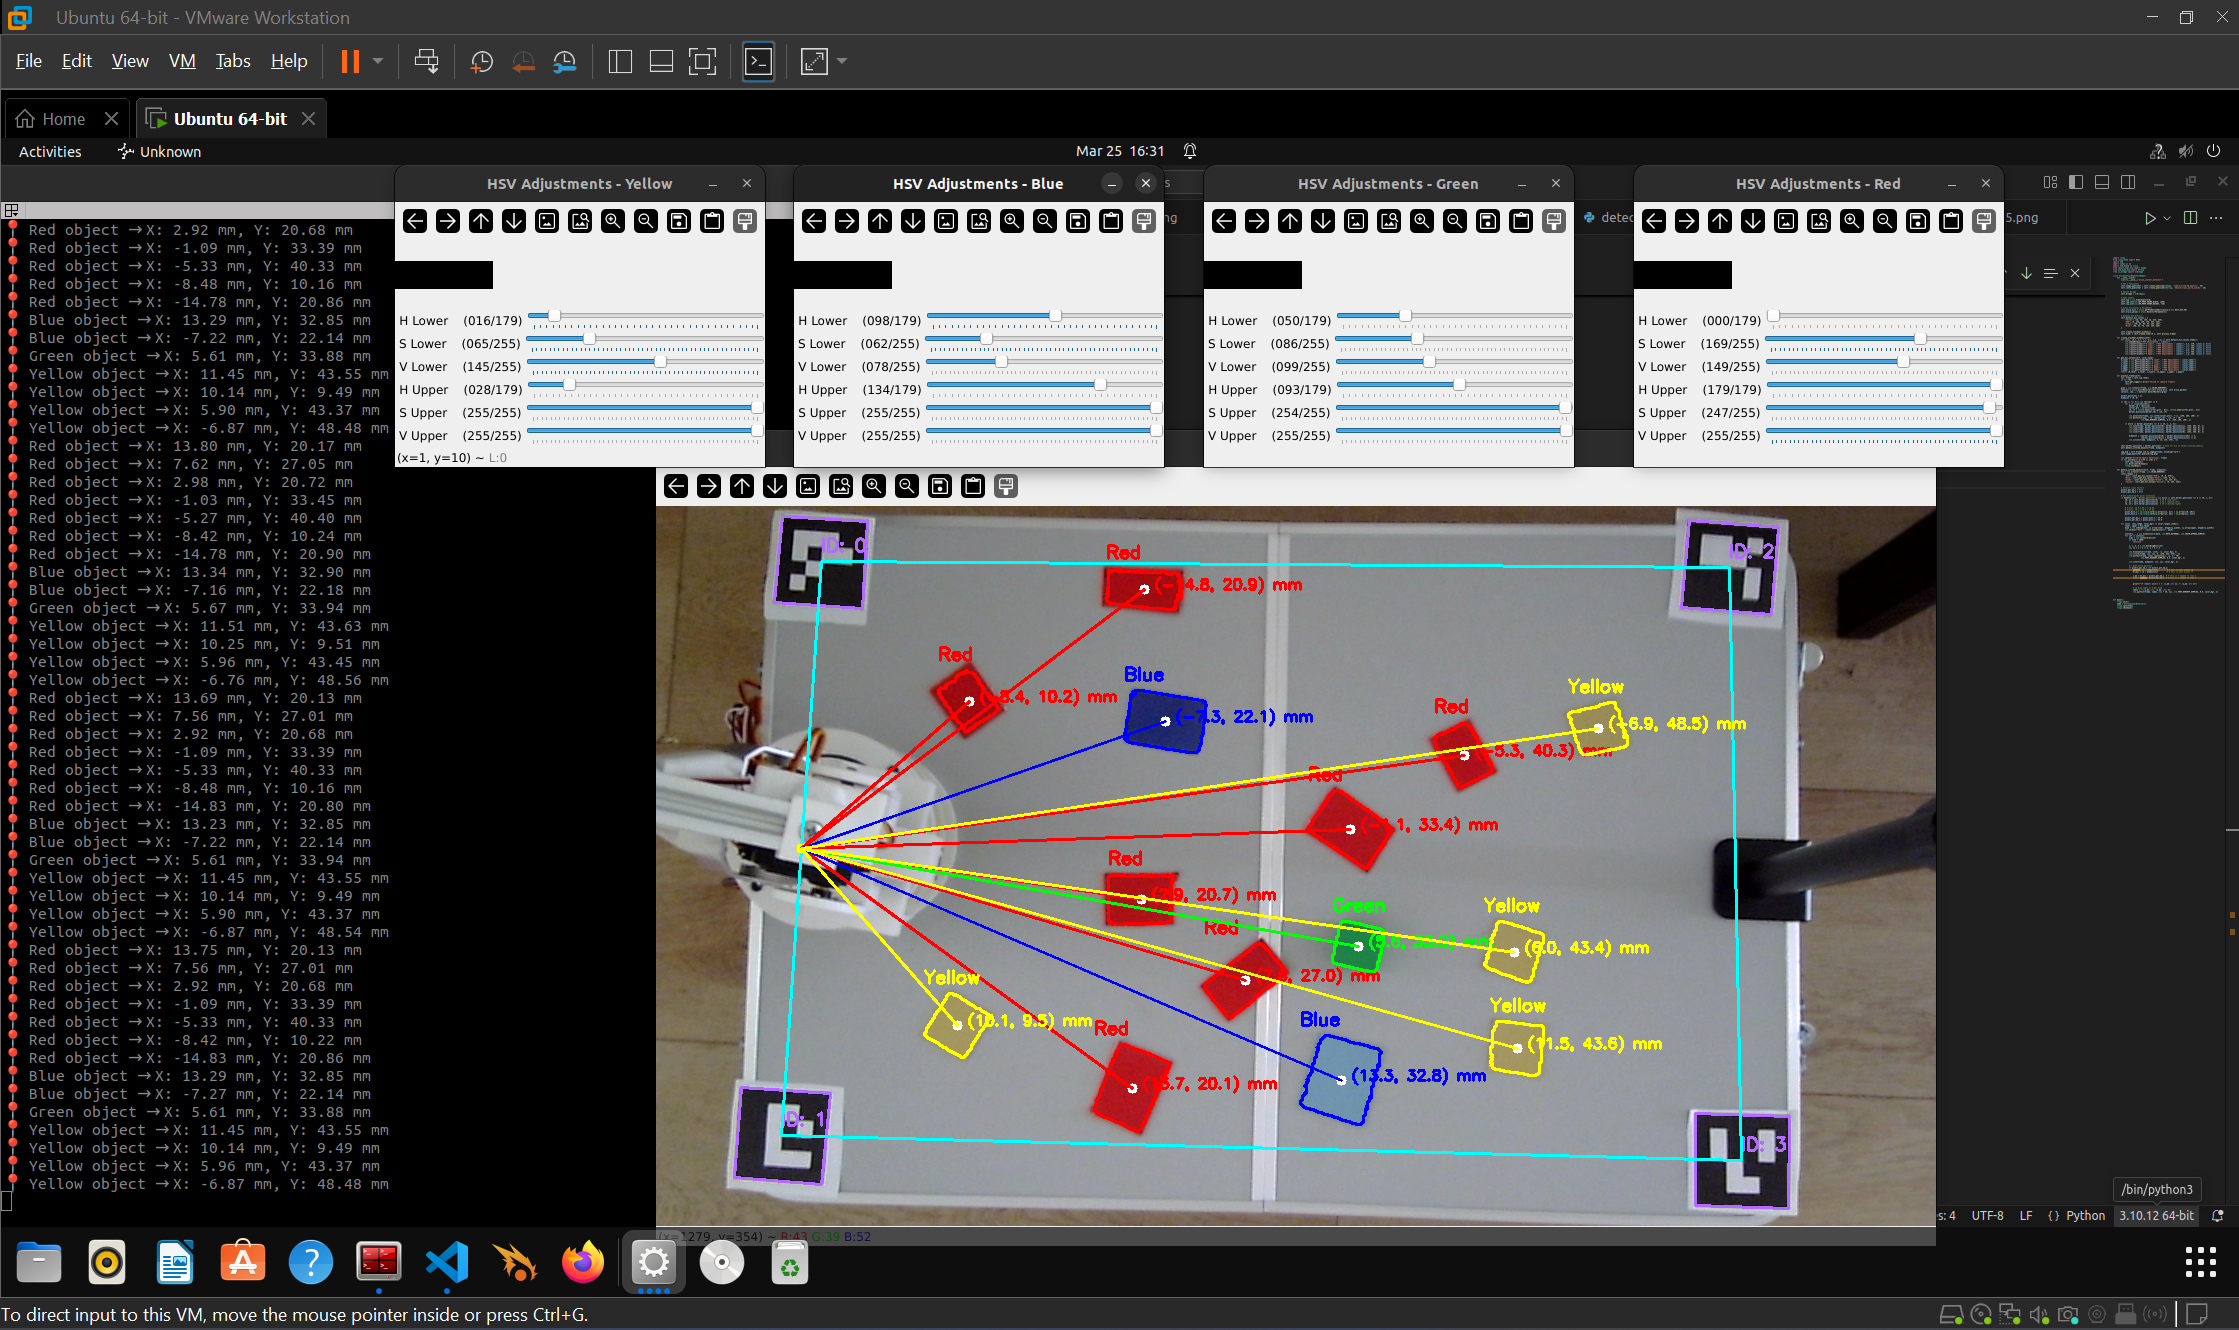 Ubuntu 64-bit - VMware Workstation
File Edit View VM Tabs Help
Home
Ubuntu 64-bit
Activities
Unknown
Mar 25 16:31
HSV Adjustments - Yellow
HSV Adjustments - Blue
HSV Adjustments - Green
HSV Adjustments - Red
H Lower (016/179)
S Lower (065/255)
V Lower (145/255)
H Upper (028/179)
S Upper (255/255)
V Upper (255/255)
(x=1, y=10) ~ L:0
H Lower (098/179)
S Lower (062/255)
V Lower (078/255)
H Upper (134/179)
S Upper (255/255)
V Upper (255/255)
H Lower (050/179)
S Lower (086/255)
V Lower (099/255)
H Upper (093/179)
S Upper (254/255)
V Upper (255/255)
H Lower (000/179)
S Lower (169/255)
V Lower (149/255)
H Upper (179/179)
S Upper (247/255)
V Upper (255/255)
Red object →X: 2.92 mm, Y: 20.68 mm
Red object →X: -1.09 mm, Y: 33.39 mm
Red object →X: -5.33 mm, Y: 40.33 mm
Red object →X: -8.48 mm, Y: 10.16 mm
Red object →X: -14.78 mm, Y: 20.86 mm
Blue object →X: 13.29 mm, Y: 32.85 mm
Blue object →X: -7.22 mm, Y: 22.14 mm
Green object →X: 5.61 mm, Y: 33.88 mm
Yellow object →X: 11.45 mm, Y: 43.55 mm
Yellow object →X: 10.14 mm, Y: 9.49 mm
Yellow object →X: 5.90 mm, Y: 43.37 mm
Yellow object →X: -6.87 mm, Y: 48.48 mm
Red object →X: 13.80 mm, Y: 20.17 mm
Red object →X: 7.62 mm, Y: 27.05 mm
Red object →X: 2.98 mm, Y: 20.72 mm
Red object →X: -1.03 mm, Y: 33.45 mm
Red object →X: -5.27 mm, Y: 40.40 mm
Red object →X: -8.42 mm, Y: 10.24 mm
Red object →X: -14.78 mm, Y: 20.90 mm
Blue object →X: 13.34 mm, Y: 32.90 mm
Blue object →X: -7.16 mm, Y: 22.18 mm
Green object →X: 5.67 mm, Y: 33.94 mm
Yellow object →X: 11.51 mm, Y: 43.63 mm
Yellow object →X: 10.25 mm, Y: 9.51 mm
Yellow object →X: 5.96 mm, Y: 43.45 mm
Yellow object →X: -6.76 mm, Y: 48.56 mm
Red object →X: 13.69 mm, Y: 20.13 mm
Red object →X: 7.56 mm, Y: 27.01 mm
Red object →X: 2.92 mm, Y: 20.68 mm
Red object →X: -1.09 mm, Y: 33.39 mm
Red object →X: -5.33 mm, Y: 40.33 mm
Red object →X: -8.48 mm, Y: 10.16 mm
Red object →X: -14.83 mm, Y: 20.80 mm
Blue object →X: 13.23 mm, Y: 32.85 mm
Blue object →X: -7.22 mm, Y: 22.14 mm
Green object →X: 5.61 mm, Y: 33.94 mm
Yellow object →X: 11.45 mm, Y: 43.55 mm
Yellow object →X: 10.14 mm, Y: 9.49 mm
Yellow object →X: 5.90 mm, Y: 43.37 mm
Yellow object →X: -6.87 mm, Y: 48.54 mm
Red object →X: 13.75 mm, Y: 20.13 mm
Red object →X: 7.56 mm, Y: 27.01 mm
Red object →X: 2.92 mm, Y: 20.68 mm
Red object →X: -1.09 mm, Y: 33.39 mm
Red object →X: -5.33 mm, Y: 40.33 mm
Red object →X: -8.42 mm, Y: 10.22 mm
Red object →X: -14.83 mm, Y: 20.86 mm
Blue object →X: 13.29 mm, Y: 32.85 mm
Blue object →X: -7.27 mm, Y: 22.14 mm
Green object →X: 5.61 mm, Y: 33.88 mm
Yellow object →X: 11.45 mm, Y: 43.55 mm
Yellow object →X: 10.14 mm, Y: 9.49 mm
Yellow object →X: 5.96 mm, Y: 43.37 mm
Yellow object →X: -6.87 mm, Y: 48.48 mm
ID: 0
ID: 2
Red
4.8, 20.9) mm
Red
10.2) mm
Blue
22.1) mm
Yellow
(-6.9, 48.5) mm
Red
40.3)
Red
33.4) mm
Red
20.7) mm
Green
Yellow
43.4) mm
Red
27.0) mm
Yellow
9.5) mm
Yellow
43.6) mm
Red
20.1) mm
Blue
(13.3, 32.8) mm
ID: 1
ID: 3
(x=1279, y=354) ~ R:43 G:39 B:52
/bin/python3
UTF-8 LF { } Python 3.10.12 64-bit
To direct input to this VM, move the mouse pointer inside or press Ctrl+G.